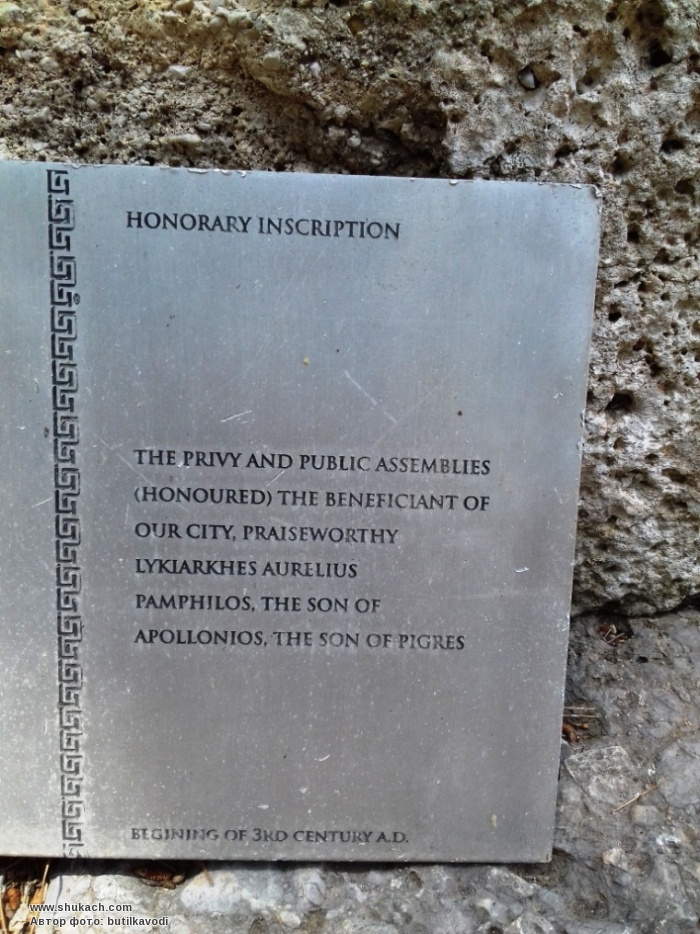 HONORARY INSCRIPTION
THE PRIVY AND PUBLIC ASSEMBLIES
(HONOURED) THE BENEFICIANT OF
OUR CITY, PRAISEWORTHY
LYKIARKHES AURELIUS
PAMPHILOS, THE SON OF
APOLLONIOS, THE SON OF PIGRES
BEGINING OF 3RD CENTURY A.D.
www.shukach.com
Автор фото: butilkavodi